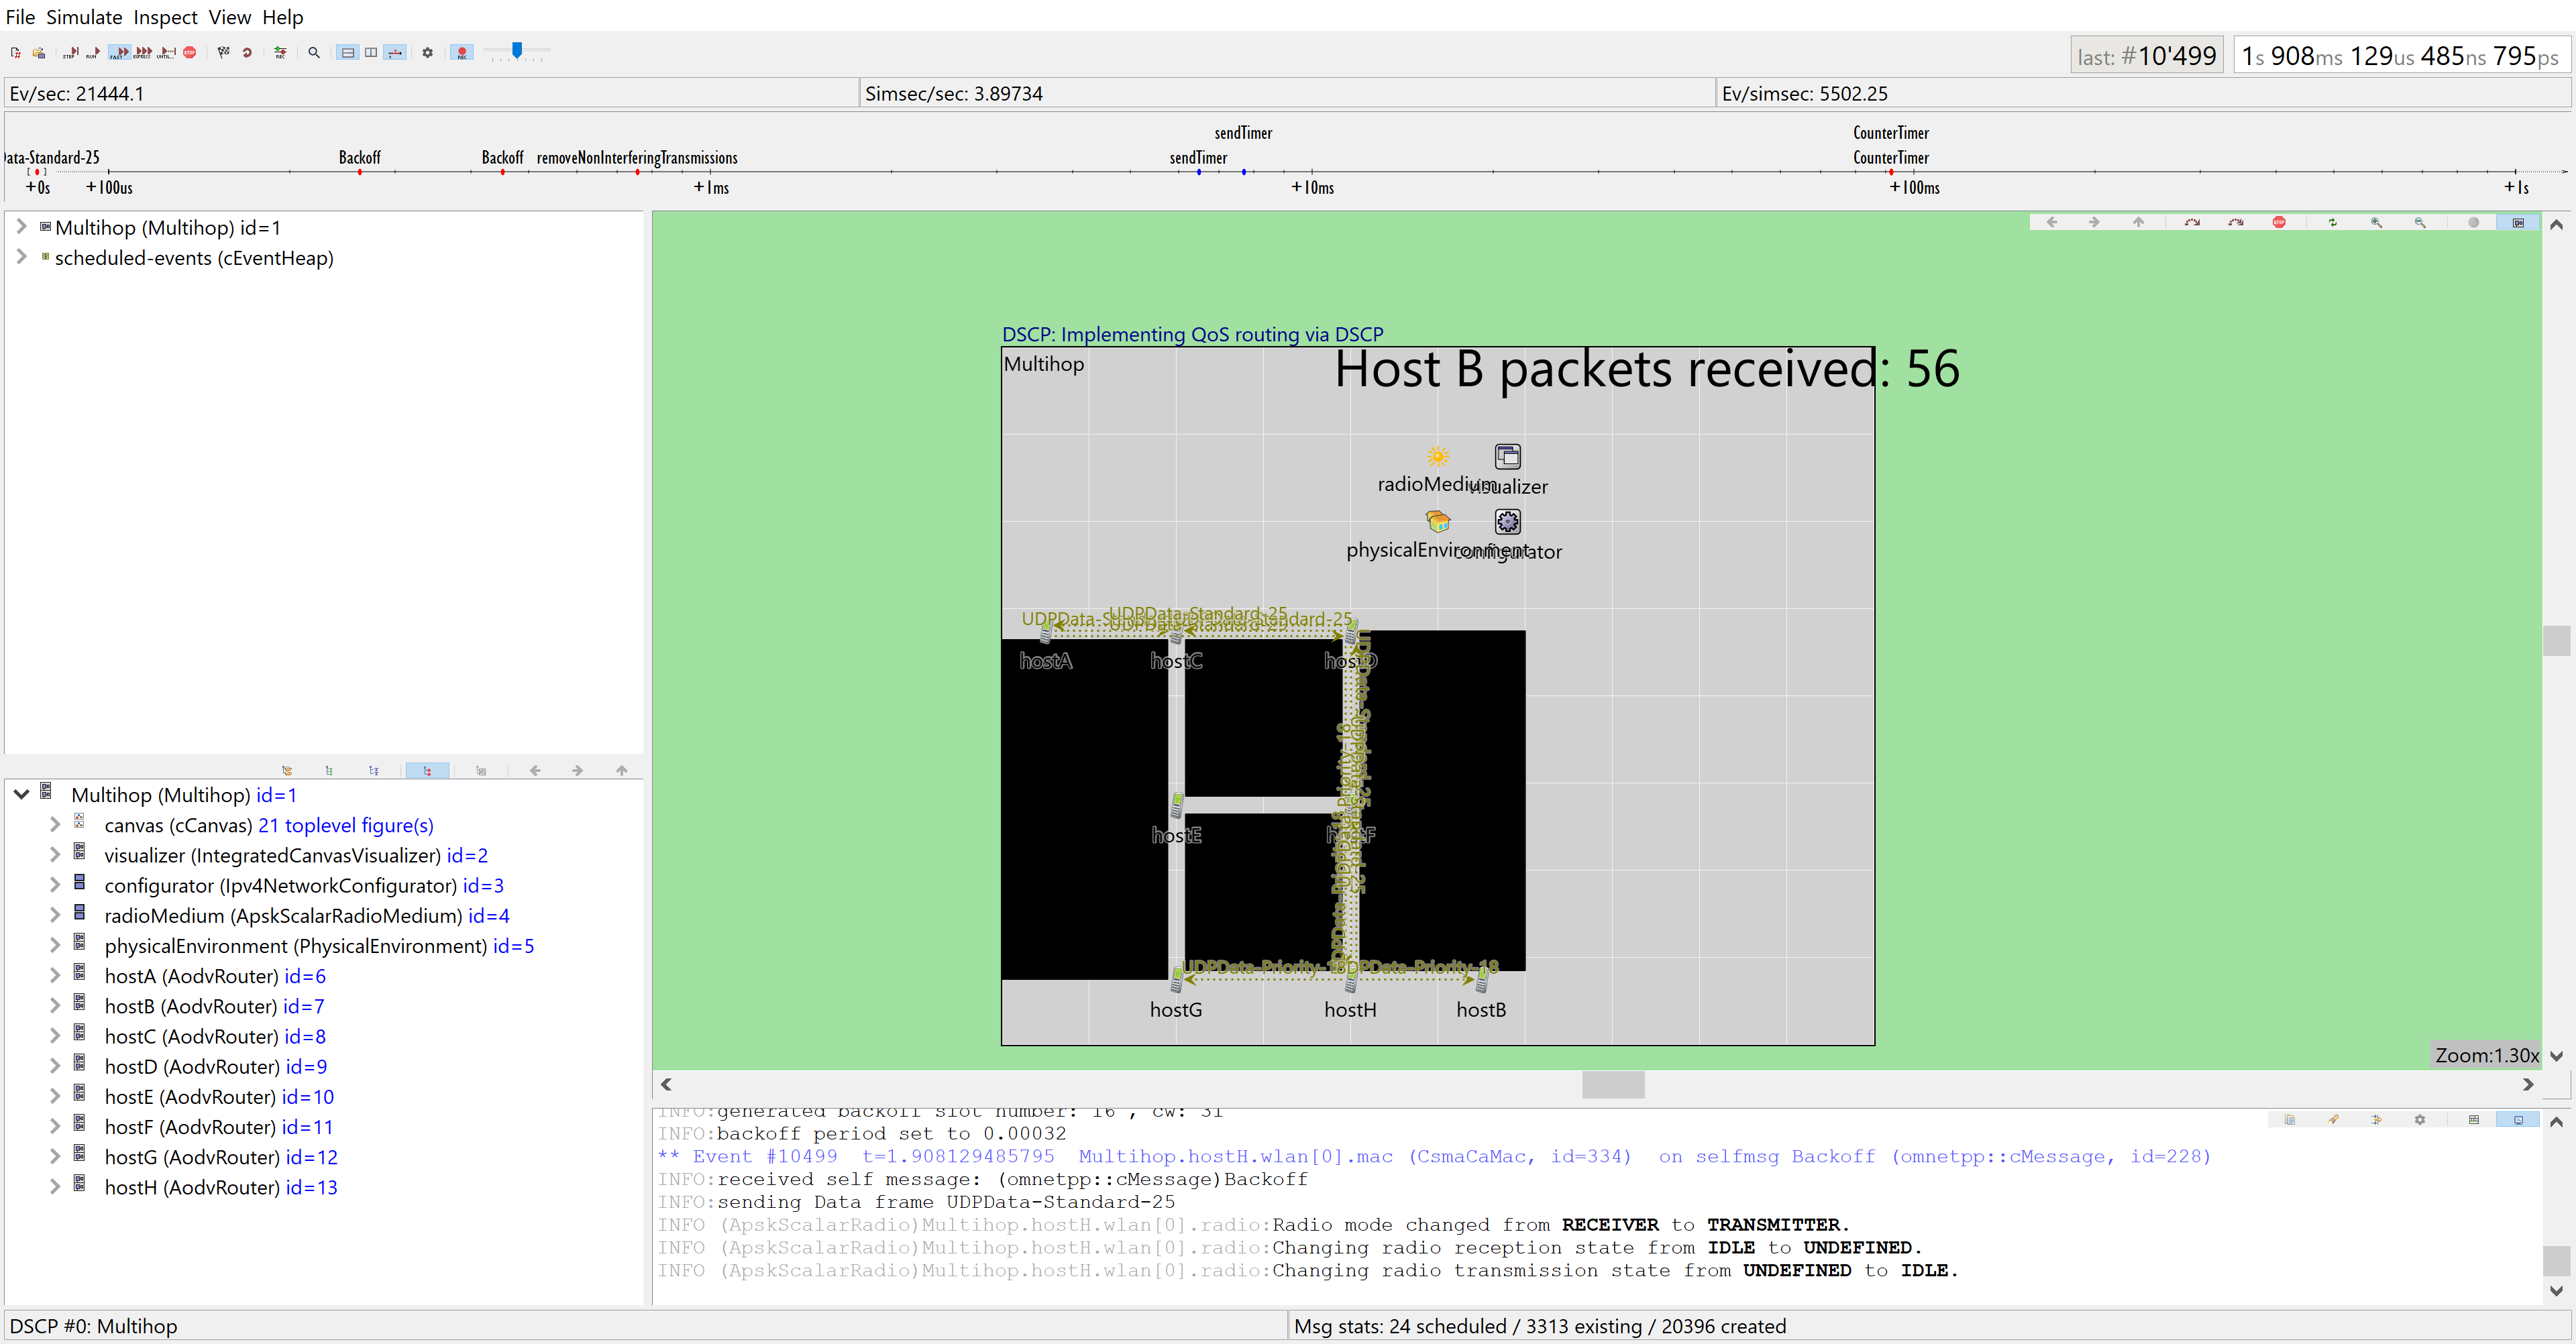 File Simulate Inspect View Help
STEP RUN FAST EXPRESS UNTIL... STOP REC REC
last: #10'499 1s 908ms 129us 485ns 795ps
Ev/sec: 21444.1 Simsec/sec: 3.89734 Ev/simsec: 5502.25
sendTimer CounterTimer
ata-Standard-25 Backoff Backoff removeNonInterferingTransmissions sendTimer CounterTimer
+0s +100us +1ms +10ms +100ms +1s
Multihop (Multihop) id=1
scheduled-events (cEventHeap)
STOP
DSCP: Implementing QoS routing via DSCP
Multihop
Host B packets received: 56
radioMedium visualizer
physicalEnvironment configurator
UDPData-Standard-25
hostA hostC hostD
hostE hostF
UDPData-Priority-18 UDPData-Priority-18
hostG hostH hostB
Zoom:1.30x
Multihop (Multihop) id=1
canvas (cCanvas) 21 toplevel figure(s)
visualizer (IntegratedCanvasVisualizer) id=2
configurator (Ipv4NetworkConfigurator) id=3
radioMedium (ApskScalarRadioMedium) id=4
physicalEnvironment (PhysicalEnvironment) id=5
hostA (AodvRouter) id=6
hostB (AodvRouter) id=7
hostC (AodvRouter) id=8
hostD (AodvRouter) id=9
hostE (AodvRouter) id=10
hostF (AodvRouter) id=11
hostG (AodvRouter) id=12
hostH (AodvRouter) id=13
INFO:generated backoff slot number: 16 , cw: 31
INFO:backoff period set to 0.00032
** Event #10499 t=1.908129485795 Multihop.hostH.wlan[0].mac (CsmaCaMac, id=334) on selfmsg Backoff (omnetpp::cMessage, id=228)
INFO:received self message: (omnetpp::cMessage)Backoff
INFO:sending Data frame UDPData-Standard-25
INFO (ApskScalarRadio)Multihop.hostH.wlan[0].radio:Radio mode changed from RECEIVER to TRANSMITTER.
INFO (ApskScalarRadio)Multihop.hostH.wlan[0].radio:Changing radio reception state from IDLE to UNDEFINED.
INFO (ApskScalarRadio)Multihop.hostH.wlan[0].radio:Changing radio transmission state from UNDEFINED to IDLE.
DSCP #0: Multihop Msg stats: 24 scheduled / 3313 existing / 20396 created